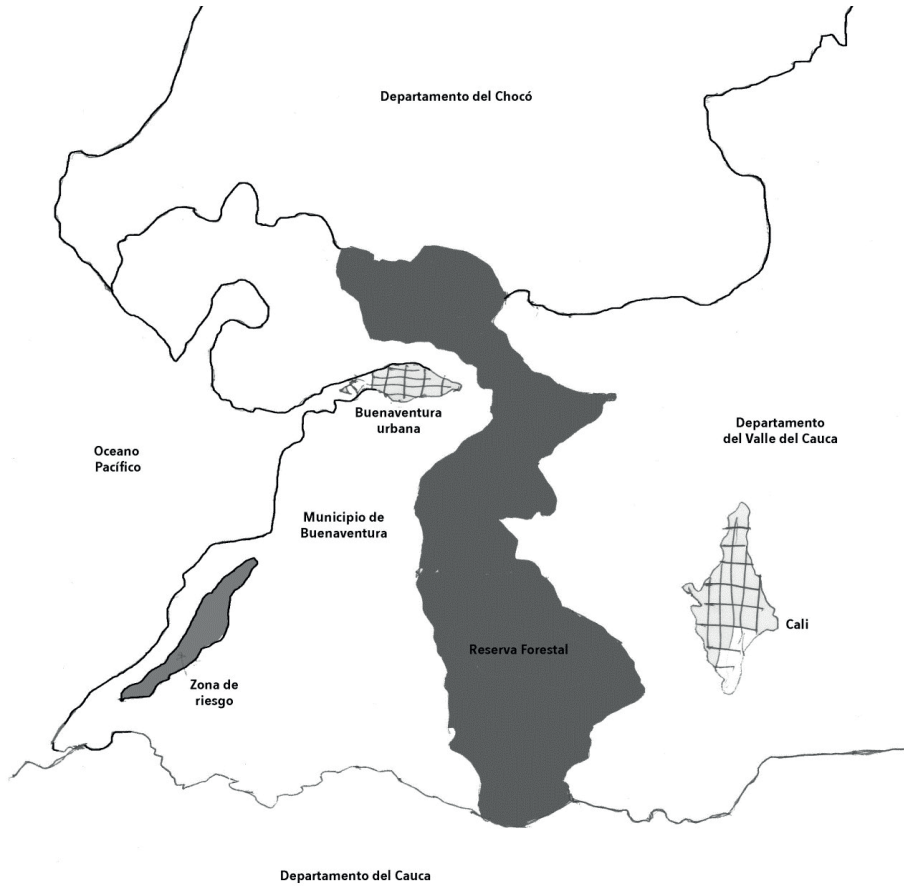 Departamento del Chocó
Buenaventura
urbana
Departamento
del Valle del Cauca
Oceano
Pacífico
Municipio de
Buenaventura
Cali
Reserva Forestal
Zona de
riesgo
Departamento del Cauca